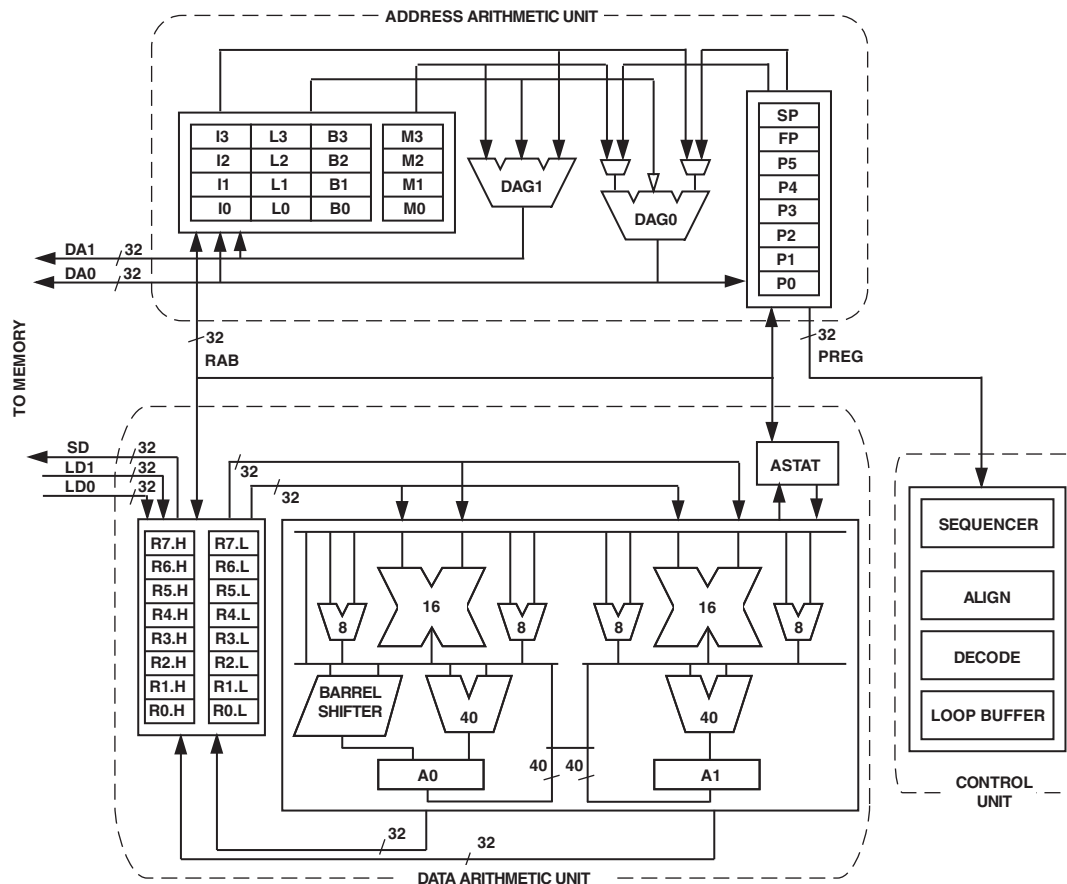 ADDRESS ARITHMETIC UNIT
I3 L3 B3 M3
I2 L2 B2 M2
I1 L1 B1 M1
I0 L0 B0 M0
DAG1
DAG0
SP
FP
P5
P4
P3
P2
P1
P0
DA1 32
DA0 32
TO MEMORY
32
RAB
32
PREG
SD 32
LD1 32
LD0 32
32
32
ASTAT
R7.H R7.L
R6.H R6.L
R5.H R5.L
R4.H R4.L
R3.H R3.L
R2.H R2.L
R1.H R1.L
R0.H R0.L
16
8
8
8
16
8
BARREL
SHIFTER
40
40
A0
40
40
A1
32
32
DATA ARITHMETIC UNIT
SEQUENCER
ALIGN
DECODE
LOOP BUFFER
CONTROL
UNIT